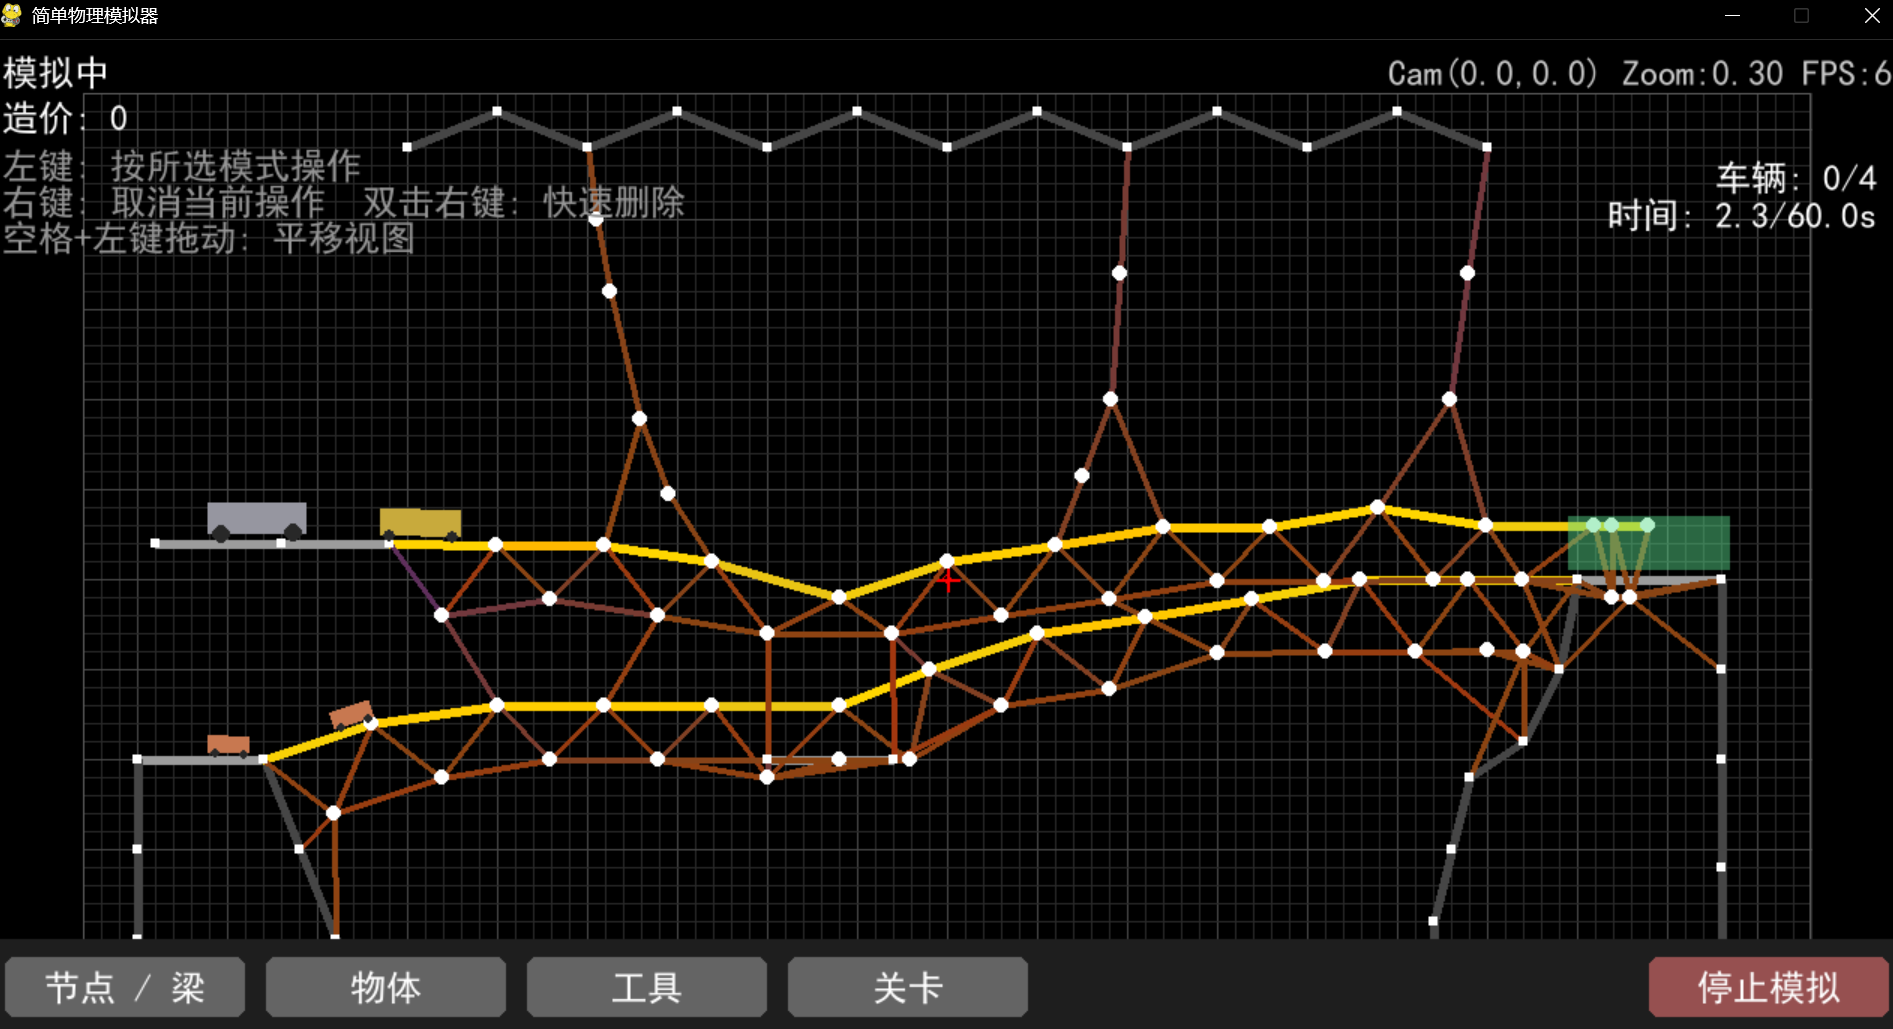 简单物理模拟器
模拟中
Cam(0.0,0.0) Zoom:0.30 FPS:6
造价: 0
左键: 按所选模式操作
右键: 取消当前操作 双击右键: 快速删除
空格+左键拖动: 平移视图
车辆: 0/4
时间: 2.3/60.0s
节点 / 梁
物体
工具
关卡
停止模拟